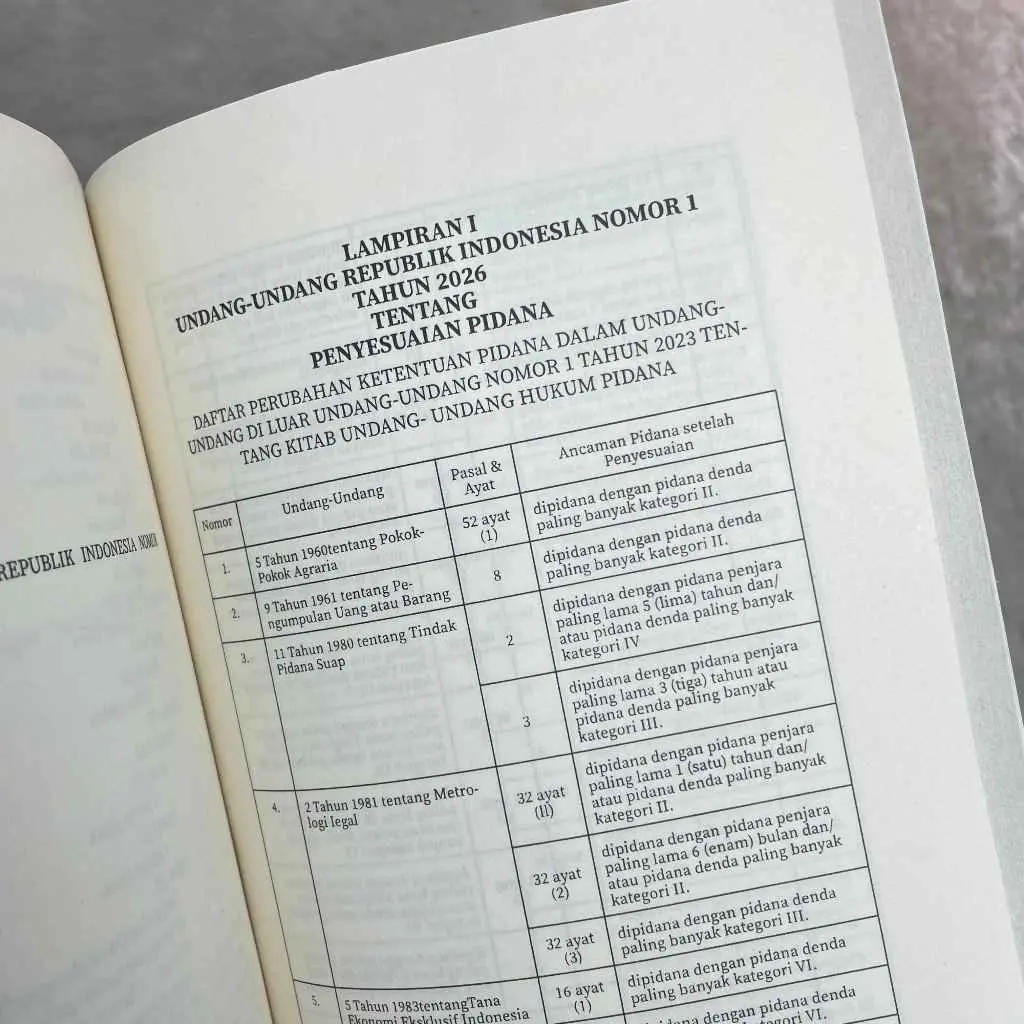 REPUBLIK INDONESIA NOMOR
LAMPIRAN I
UNDANG-UNDANG REPUBLIK INDONESIA NOMOR 1
TAHUN 2026
TENTANG
PENYESUAIAN PIDANA
DAFTAR PERUBAHAN KETENTUAN PIDANA DALAM UNDANG-
UNDANG DI LUAR UNDANG-UNDANG NOMOR 1 TAHUN 2023 TEN-
TANG KITAB UNDANG- UNDANG HUKUM PIDANA
Nomor
Undang-Undang
Pasal &
Ayat
Ancaman Pidana setelah
Penyesuaian
1.
5 Tahun 1960tentang Pokok-
Pokok Agraria
52 ayat
(1)
dipidana dengan pidana denda
paling banyak kategori II.
2.
9 Tahun 1961 tentang Pe-
ngumpulan Uang atau Barang
8
dipidana dengan pidana denda
paling banyak kategori II.
3.
11 Tahun 1980 tentang Tindak
Pidana Suap
2
dipidana dengan pidana penjara
paling lama 5 (lima) tahun dan/
atau pidana denda paling banyak
kategori IV
3
dipidana dengan pidana penjara
paling lama 3 (tiga) tahun atau
pidana denda paling banyak
kategori III.
4.
2 Tahun 1981 tentang Metro-
logi legal
32 ayat
(Il)
dipidana dengan pidana penjara
paling lama 1 (satu) tahun dan/
atau pidana denda paling banyak
kategori II.
32 ayat
(2)
dipidana dengan pidana penjara
paling lama 6 (enam) bulan dan/
atau pidana denda paling banyak
kategori II.
32 ayat
(3)
dipidana dengan pidana denda
paling banyak kategori III.
5.
5 Tahun 1983tentangTana
Ekonomi Eksklusif Indonesia
16 ayat
(1)
dipidana dengan pidana denda
paling banyak kategori VI.
dengan pidana denda
kategori VI.